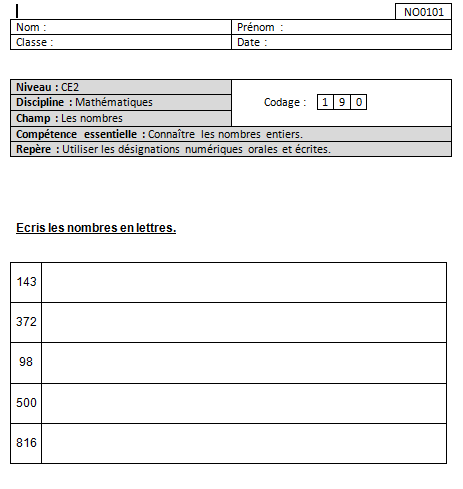 NO0101
Nom : Prénom :
Classe : Date :
Niveau : CE2
Discipline : Mathématiques
Codage : 1 9 0
Champ : Les nombres
Compétence essentielle : Connaître les nombres entiers.
Repère : Utiliser les désignations numériques orales et écrites.
Ecris les nombres en lettres.
143
372
98
500
816